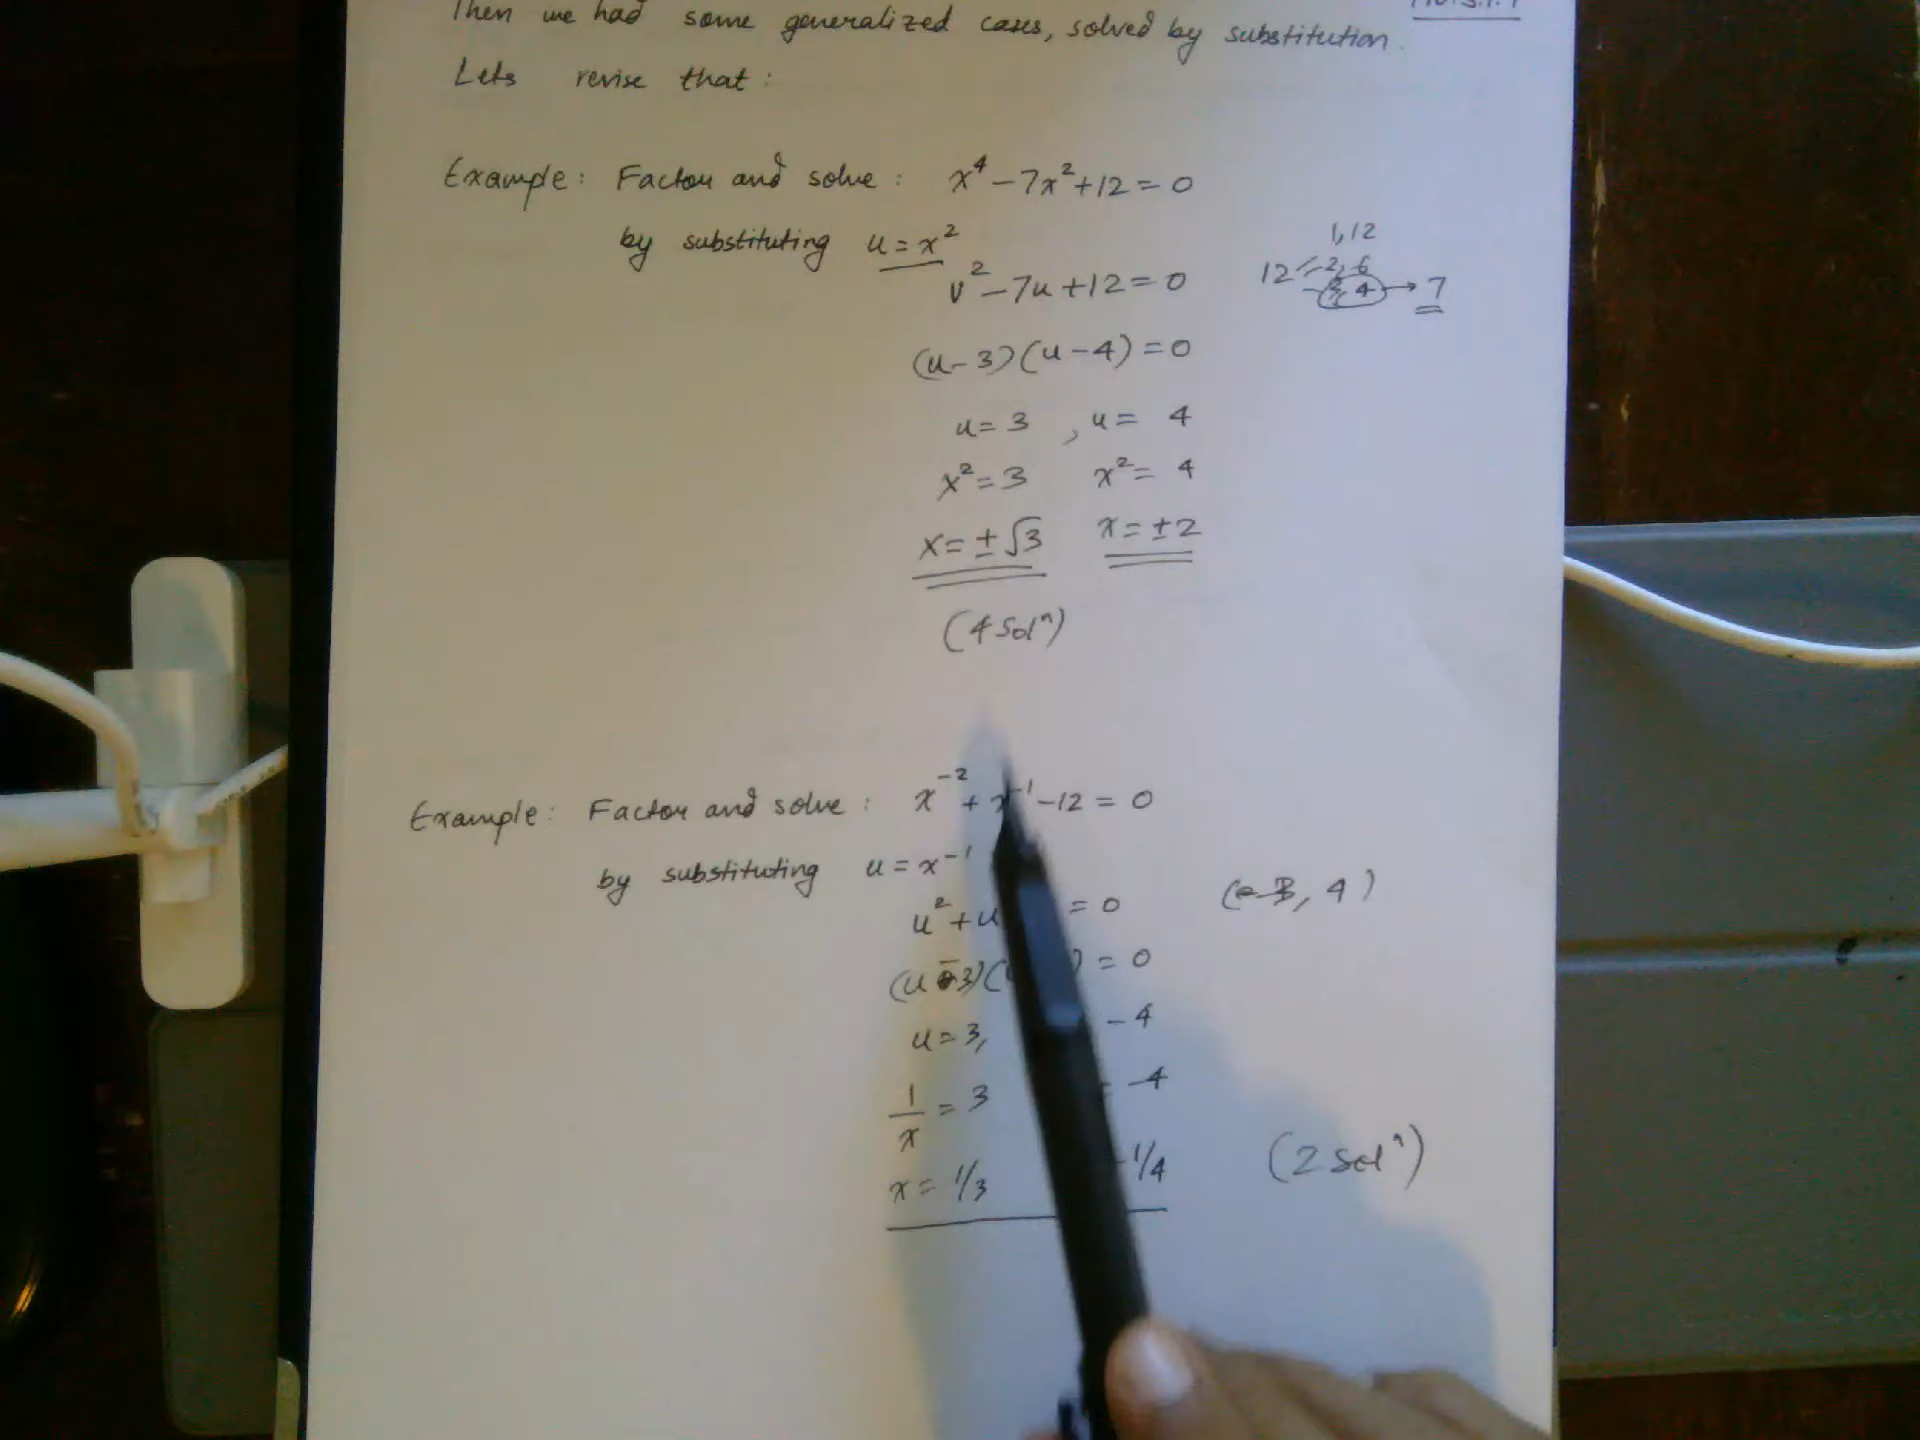 Then we had some generalized cases, solved by substitution.
Lets revise that:
Example: Factor and solve: x⁴ - 7x² + 12 = 0
by substituting u = x²
1, 12
u² - 7u + 12 = 0
12 2, 6
3, 4 → 7
(u - 3)(u - 4) = 0
u = 3 , u = 4
x² = 3 x² = 4
x = ± √3 x = ± 2
(4 Solⁿ)
Example: Factor and solve: x⁻² + x⁻¹ - 12 = 0
by substituting u = x⁻¹
u² + u = 0 (-3, 4)
(u - 3)( ) = 0
u = 3, - 4
1/x = 3 = -4
x = 1/3 -1/4 (2 Solⁿ)